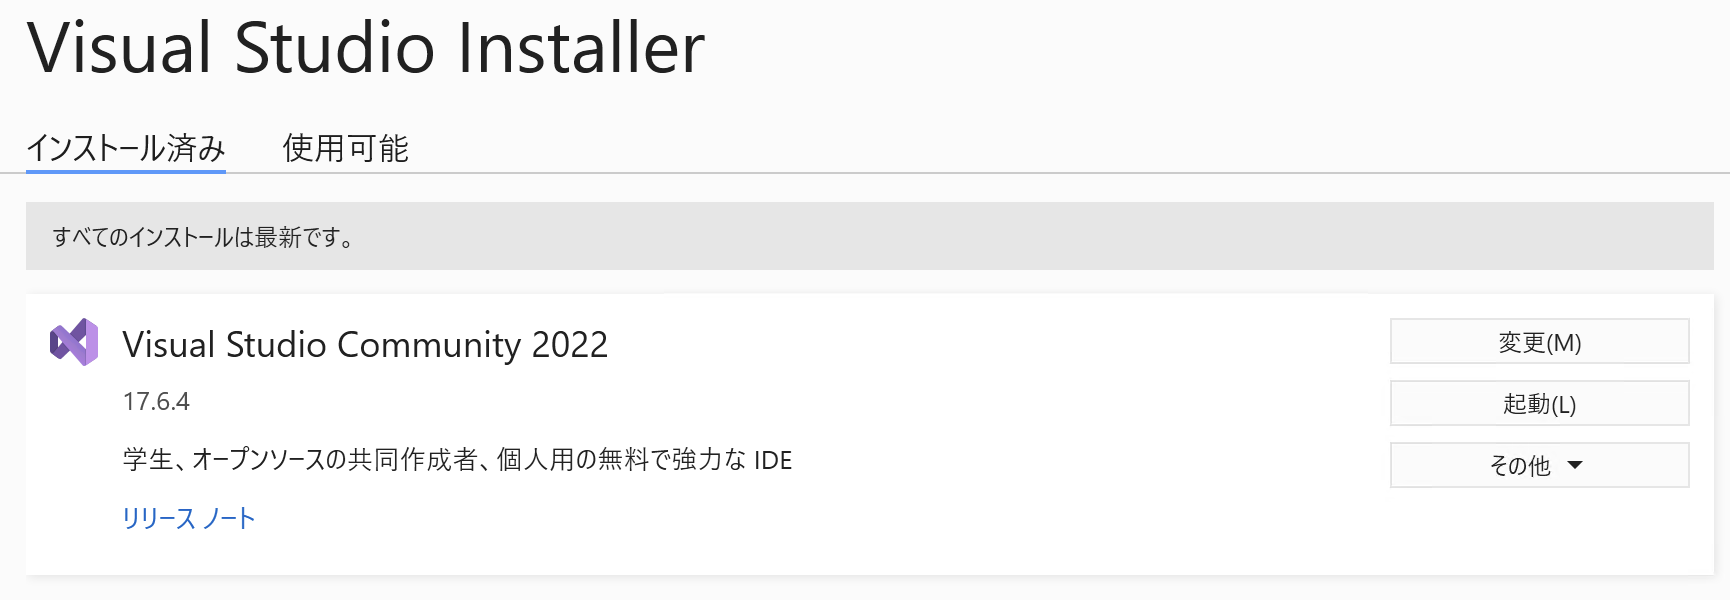 Visual Studio Installer
インストール済み 使用可能
すべてのインストールは最新です。
Visual Studio Community 2022
17.6.4
学生、オープンソースの共同作成者、個人用の無料で強力な IDE
リリース ノート
変更(M)
起動(L)
その他